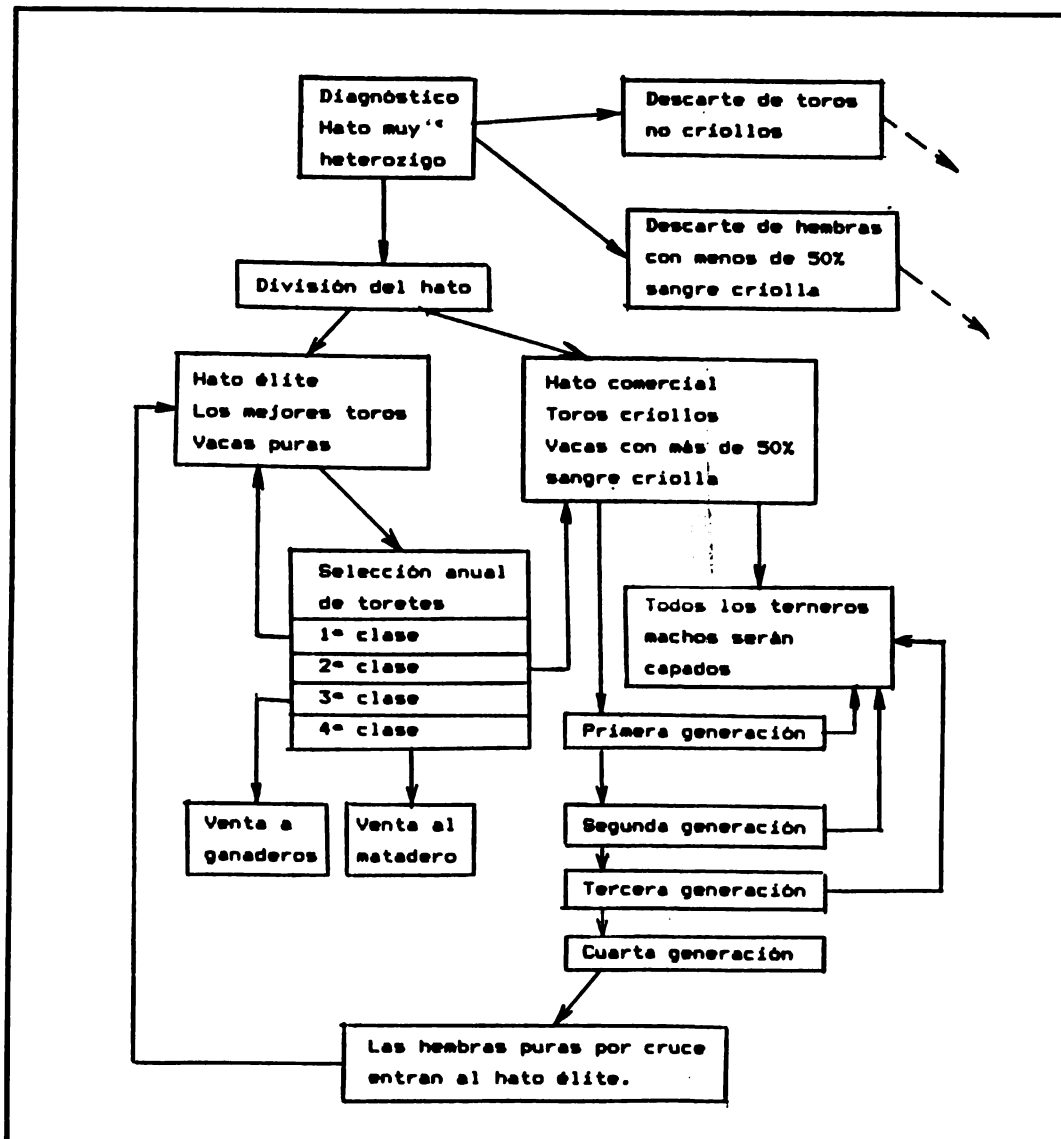 Diagnóstico
Hato muy
heterozigo
Descarte de toros
no criollos
Descarte de hembras
con menos de 50%
sangre criolla
División del hato
Hato élite
Los mejores toros
Vacas puras
Hato comercial
Toros criollos
Vacas con más de 50%
sangre criolla
Selección anual
de toretes
1ª clase
2ª clase
3ª clase
4ª clase
Todos los terneros
machos serán
capados
Primera generación
Venta a
ganaderos
Venta al
matadero
Segunda generación
Tercera generación
Cuarta generación
Las hembras puras por cruce
entran al hato élite.